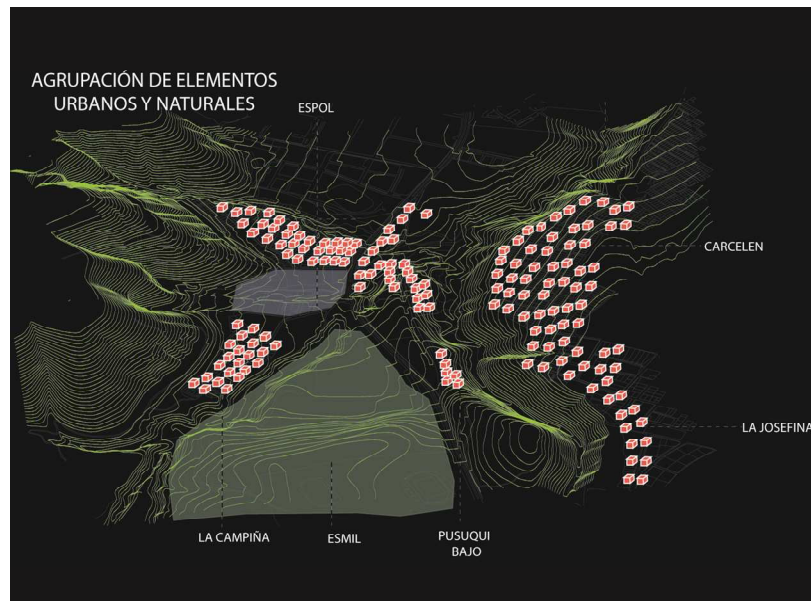 AGRUPACIÓN DE ELEMENTOS
URBANOS Y NATURALES
ESPOL
CARCELEN
LA JOSEFINA
LA CAMPIÑA
ESMIL
PUSUQUI
BAJO